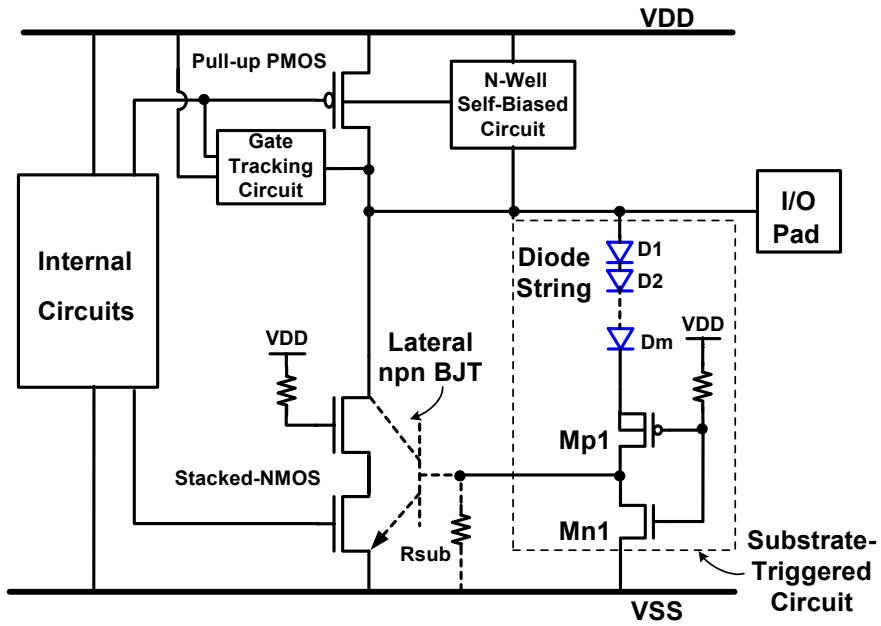 VDD
Pull-up PMOS
N-Well
Self-Biased
Circuit
Gate
Tracking
Circuit
I/O
Pad
Internal
Circuits
Diode
String
D1
D2
Dm
VDD
VDD
Lateral
npn BJT
Mp1
Stacked-NMOS
Mn1
Rsub
Substrate-
Triggered
Circuit
VSS